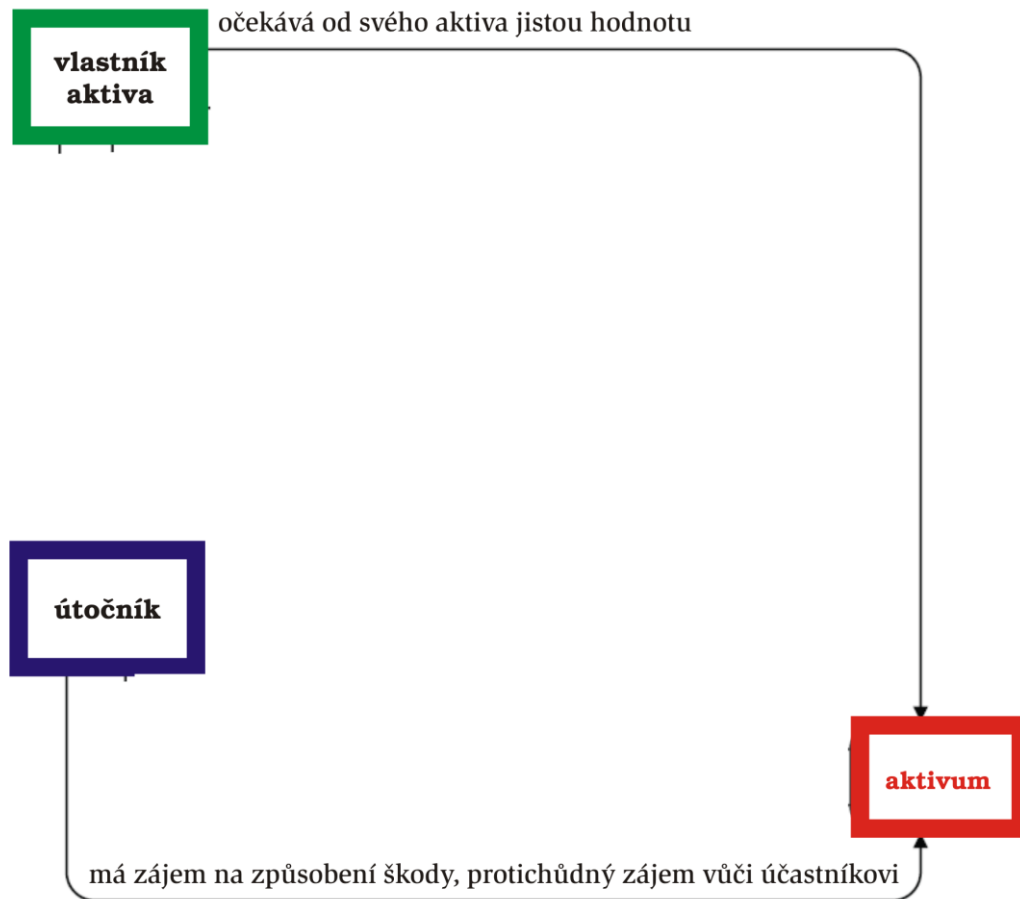 očekává od svého aktiva jistou hodnotu
vlastník
aktiva
útočník
aktivum
má zájem na způsobení škody, protichůdný zájem vůči účastníkovi